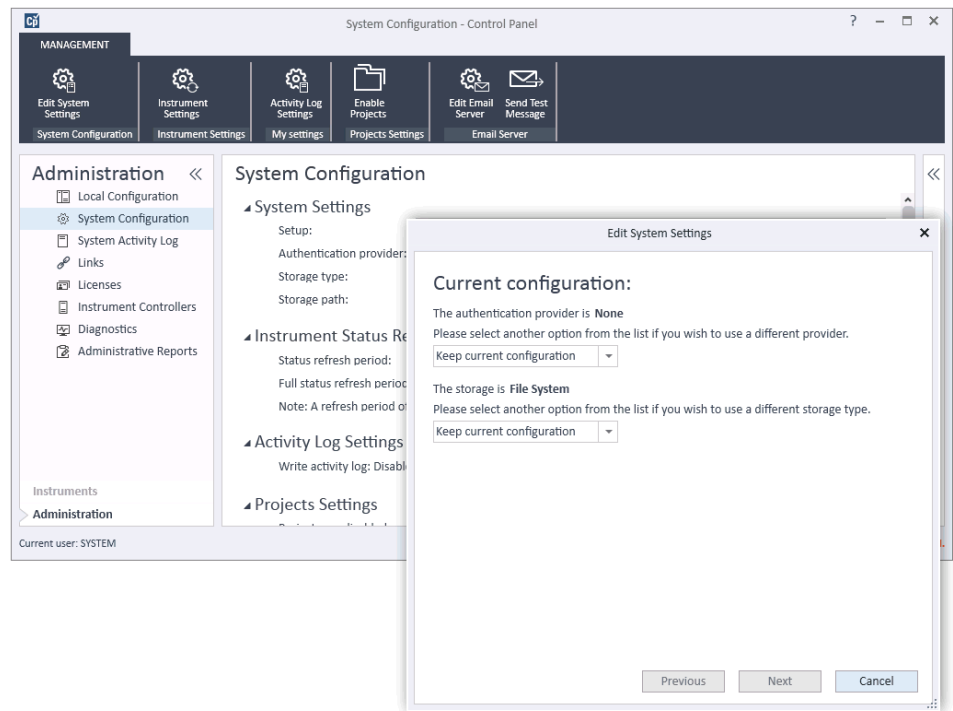 Cp
System Configuration - Control Panel
?
MANAGEMENT
Edit System
Settings
System Configuration
Instrument
Settings
Instrument Settings
Activity Log
Settings
My settings
Enable
Projects
Projects Settings
Edit Email
Server
Send Test
Message
Email Server
Administration
Local Configuration
System Configuration
System Activity Log
Links
Licenses
Instrument Controllers
Diagnostics
Administrative Reports
Instruments
Administration
Current user: SYSTEM
System Configuration
System Settings
Setup:
Authentication provider:
Storage type:
Storage path:
Instrument Status Re
Status refresh period:
Full status refresh period
Note: A refresh period of
Activity Log Settings
Write activity log: Disabl
Projects Settings
Edit System Settings
Current configuration:
The authentication provider is None
Please select another option from the list if you wish to use a different provider.
Keep current configuration
The storage is File System
Please select another option from the list if you wish to use a different storage type.
Keep current configuration
Previous
Next
Cancel